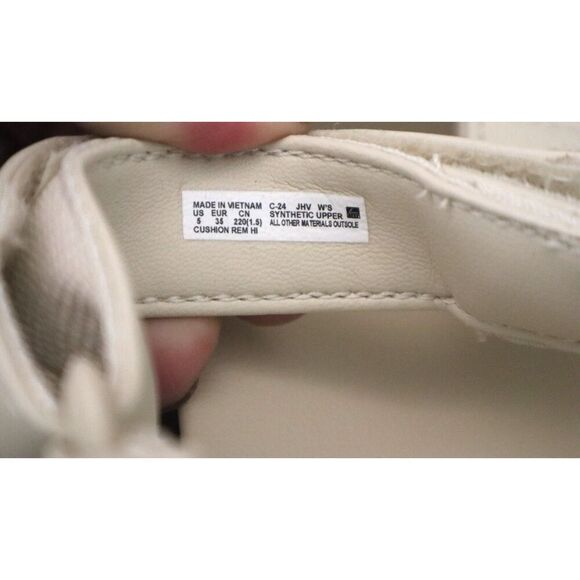 MADE IN VIETNAM C-24 JHV W'S
US EUR CN SYNTHETIC UPPER
5 35 220(1.5) ALL OTHER MATERIALS OUTSOLE
CUSHION REM HI